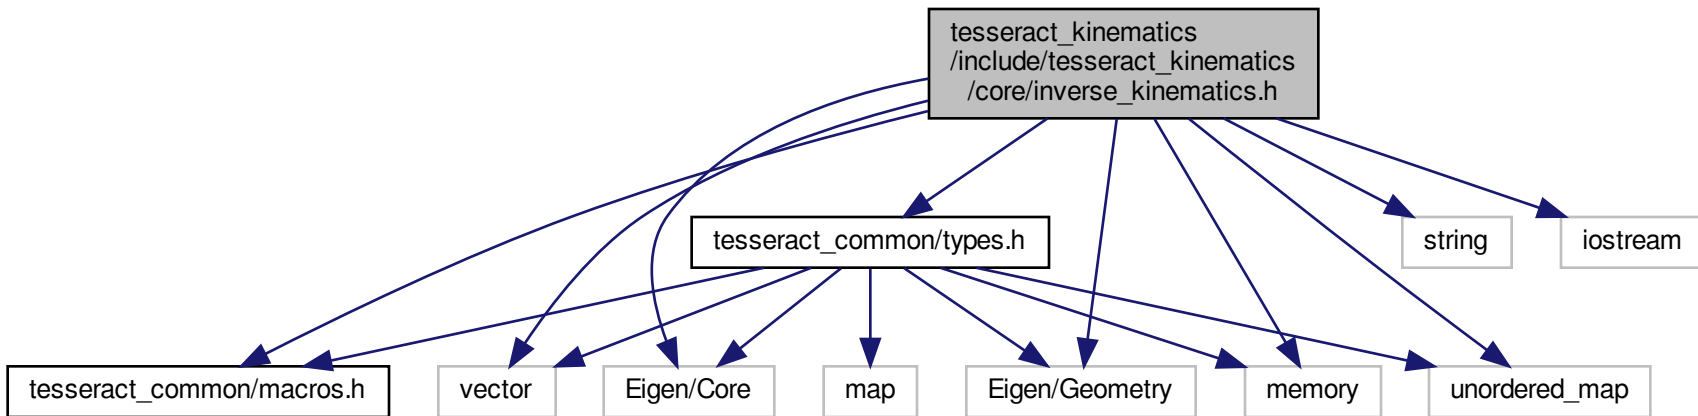 tesseract_kinematics
/include/tesseract_kinematics
/core/inverse_kinematics.h
tesseract_common/types.h
string
iostream
tesseract_common/macros.h
vector
Eigen/Core
map
Eigen/Geometry
memory
unordered_map